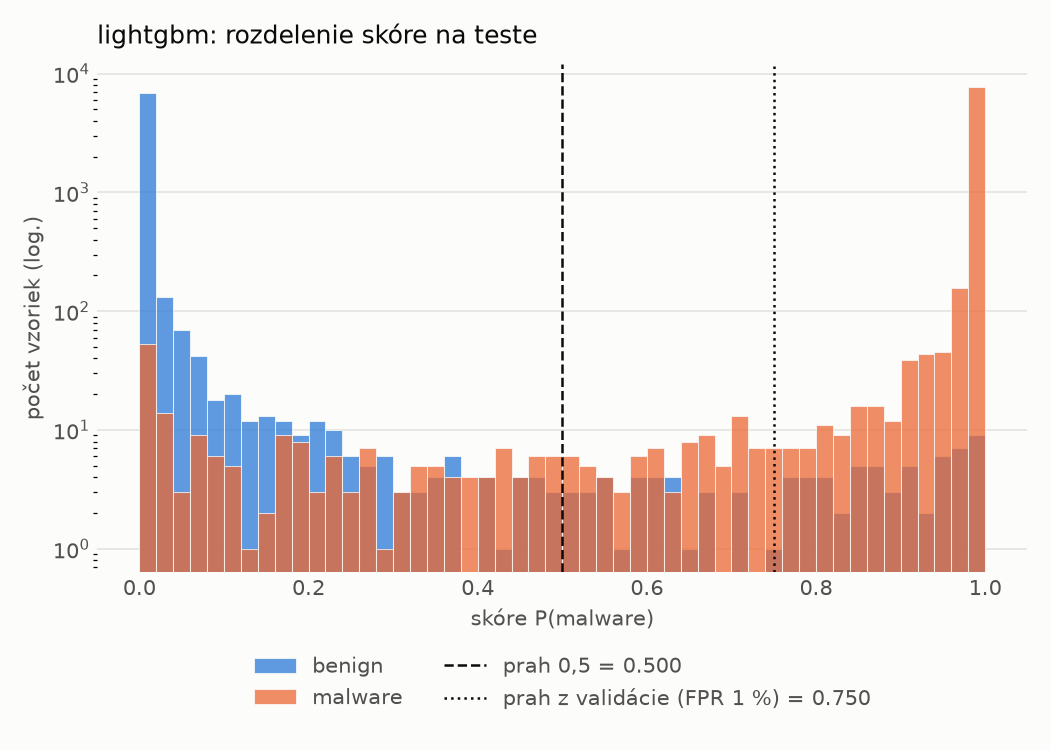 lightgbm: rozdelenie skóre na teste
počet vzoriek (log.)
10⁴
10³
10²
10¹
10⁰
0.0 0.2 0.4 0.6 0.8 1.0
skóre P(malware)
benign
malware
prah 0,5 = 0.500
prah z validácie (FPR 1 %) = 0.750